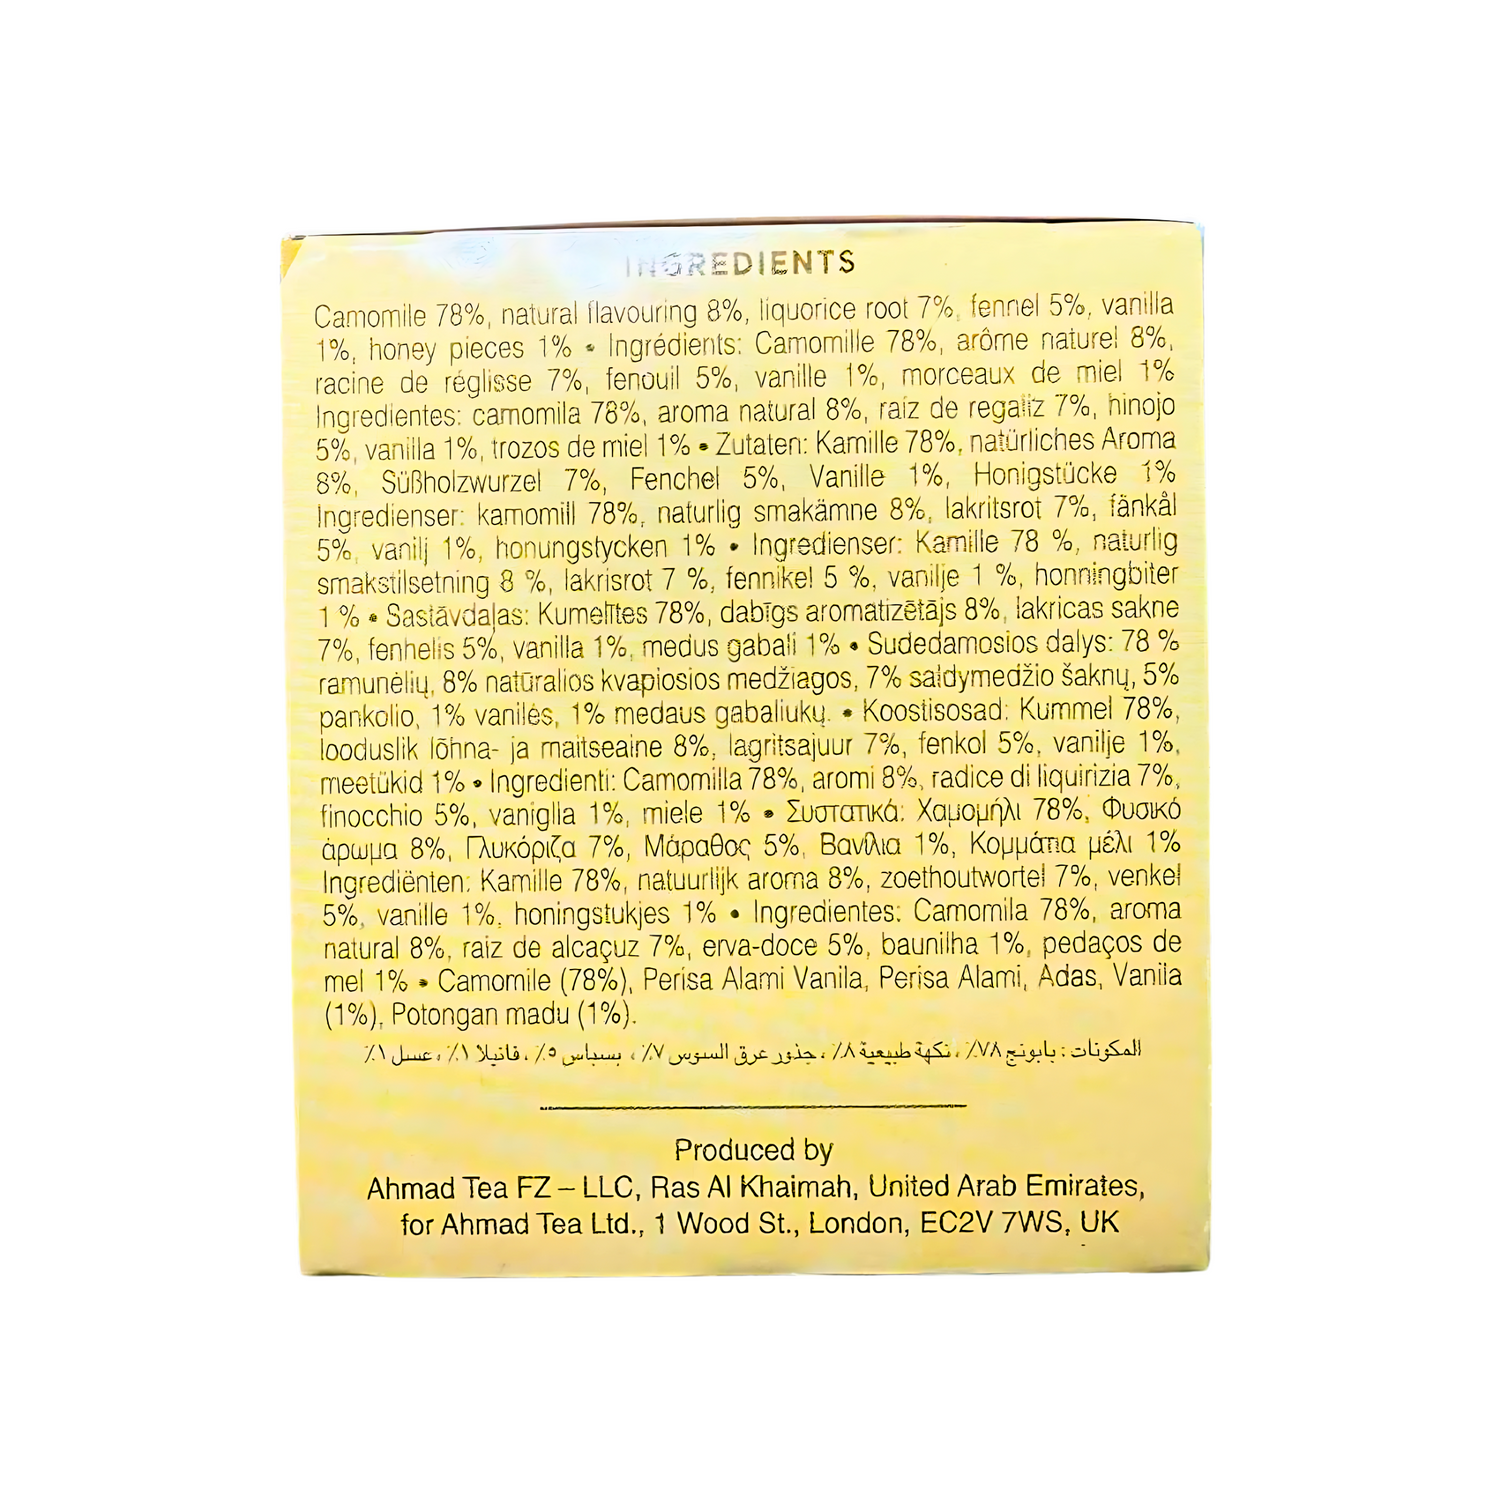 INGREDIENTS
Camomile 78%, natural flavouring 8%, liquorice root 7%, fennel 5%, vanilla
1%, honey pieces 1% • Ingrédients: Camomille 78%, arôme naturel 8%,
racine de réglisse 7%, fenouil 5%, vanille 1%, morceaux de miel 1%
Ingredientes: camomila 78%, aroma natural 8%, raíz de regaliz 7%, hinojo
5%, vanilla 1%, trozos de miel 1% • Zutaten: Kamille 78%, natürliches Aroma
8%, Süßholzwurzel 7%, Fenchel 5%, Vanille 1%, Honigstücke 1%
Ingredienser: kamomill 78%, naturlig smakämne 8%, lakritsrot 7%, fänkål
5%, vanilj 1%, honungstycken 1% • Ingredienser: Kamille 78 %, naturlig
smakstilsetning 8 %, lakrisrot 7 %, fennikel 5 %, vanilje 1 %, honningbiter
1 % • Sastāvdaļas: Kumelītes 78%, dabīgs aromatizētājs 8%, lakricas sakne
7%, fenhelis 5%, vanilla 1%, medus gabali 1% • Sudedamosios dalys: 78 %
ramunėlių, 8% natūralios kvapiosios medžiagos, 7% saldymedžio šaknų, 5%
pankolio, 1% vanilės, 1% medaus gabaliukų. • Koostisosad: Kummel 78%,
looduslik lõhna- ja maitseaine 8%, lagritsajuur 7%, fenkol 5%, vanilje 1%,
meetükid 1% • Ingredienti: Camomilla 78%, aromi 8%, radice di liquirizia 7%,
finocchio 5%, vaniglia 1%, miele 1% • Συστατικά: Χαμομήλι 78%, Φυσικό
άρωμα 8%, Γλυκόριζα 7%, Μάραθος 5%, Βανίλια 1%, Κομμάτια μέλι 1%
Ingrediënten: Kamille 78%, natuurlijk aroma 8%, zoethoutwortel 7%, venkel
5%, vanille 1%, honingstukjes 1% • Ingredientes: Camomila 78%, aroma
natural 8%, raiz de alcaçuz 7%, erva-doce 5%, baunilha 1%, pedaços de
mel 1% • Camomile (78%), Perisa Alami Vanila, Perisa Alami, Adas, Vanila
(1%), Potongan madu (1%).
المكونات: بابونج ٧٨٪، نكهة طبيعية ٨٪، جذور عرق السوس ٧٪، بسباس ٥٪، فانيلا ١٪، عسل ١٪
Produced by
Ahmad Tea FZ – LLC, Ras Al Khaimah, United Arab Emirates,
for Ahmad Tea Ltd., 1 Wood St., London, EC2V 7WS, UK